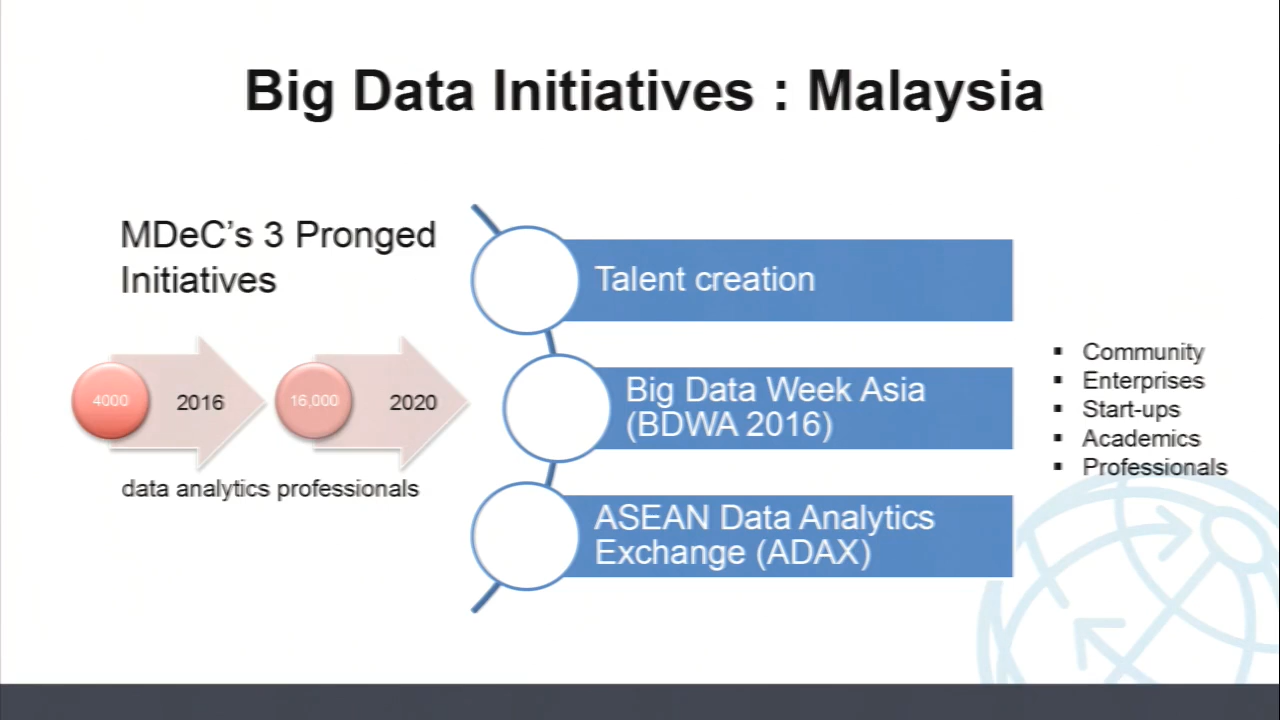 Big Data Initiatives : Malaysia
MDeC’s 3 Pronged
Initiatives
4000
2016
16,000
2020
data analytics professionals
Talent creation
Big Data Week Asia
(BDWA 2016)
ASEAN Data Analytics
Exchange (ADAX)
▪ Community
▪ Enterprises
▪ Start-ups
▪ Academics
▪ Professionals